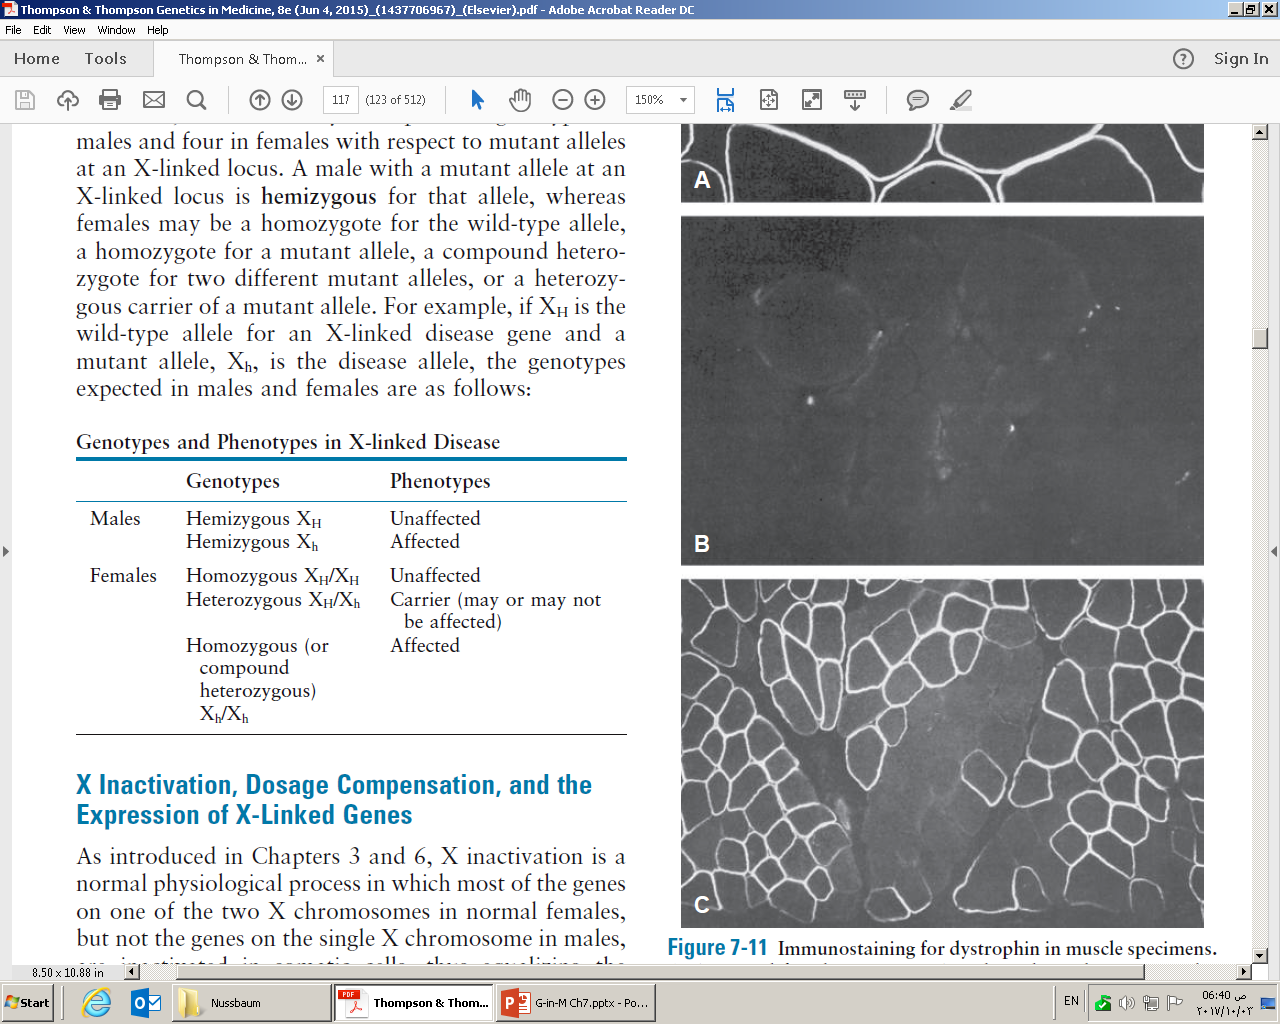 Thompson & Thompson Genetics in Medicine, 8e (Jun 4, 2015)_(1437706967)_(Elsevier).pdf - Adobe Acrobat Reader DC
File Edit View Window Help
Home Tools Thompson & Thom... × ? Sign In
117 (123 of 512) 150%
males and four in females with respect to mutant alleles
at an X-linked locus. A male with a mutant allele at an
X-linked locus is hemizygous for that allele, whereas
females may be a homozygote for the wild-type allele,
a homozygote for a mutant allele, a compound hetero-
zygote for two different mutant alleles, or a heterozy-
gous carrier of a mutant allele. For example, if XH is the
wild-type allele for an X-linked disease gene and a
mutant allele, Xh, is the disease allele, the genotypes
expected in males and females are as follows:
Genotypes and Phenotypes in X-linked Disease
Genotypes Phenotypes
Males Hemizygous XH Unaffected
Hemizygous Xh Affected
Females Homozygous XH/XH Unaffected
Heterozygous XH/Xh Carrier (may or may not
be affected)
Homozygous (or Affected
compound
heterozygous)
Xh/Xh
X Inactivation, Dosage Compensation, and the
Expression of X-Linked Genes
As introduced in Chapters 3 and 6, X inactivation is a
normal physiological process in which most of the genes
on one of the two X chromosomes in normal females,
but not the genes on the single X chromosome in males,
A
B
C
Figure 7-11 Immunostaining for dystrophin in muscle specimens.
8.50 x 10.88 in
Start Nussbaum PDF Thompson & Thom... G-in-M Ch7.pptx - Po... EN 06:40 ص
٢٠١٧/١٠/٠٣